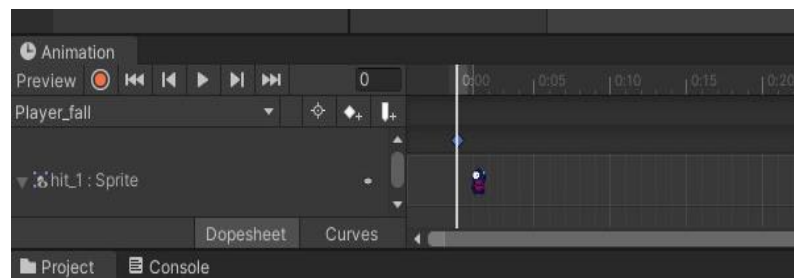 Animation
Preview 0 0:00 0:05 0:10 0:15 0:20
Player_fall
hit_1 : Sprite
Dopesheet Curves
Project Console